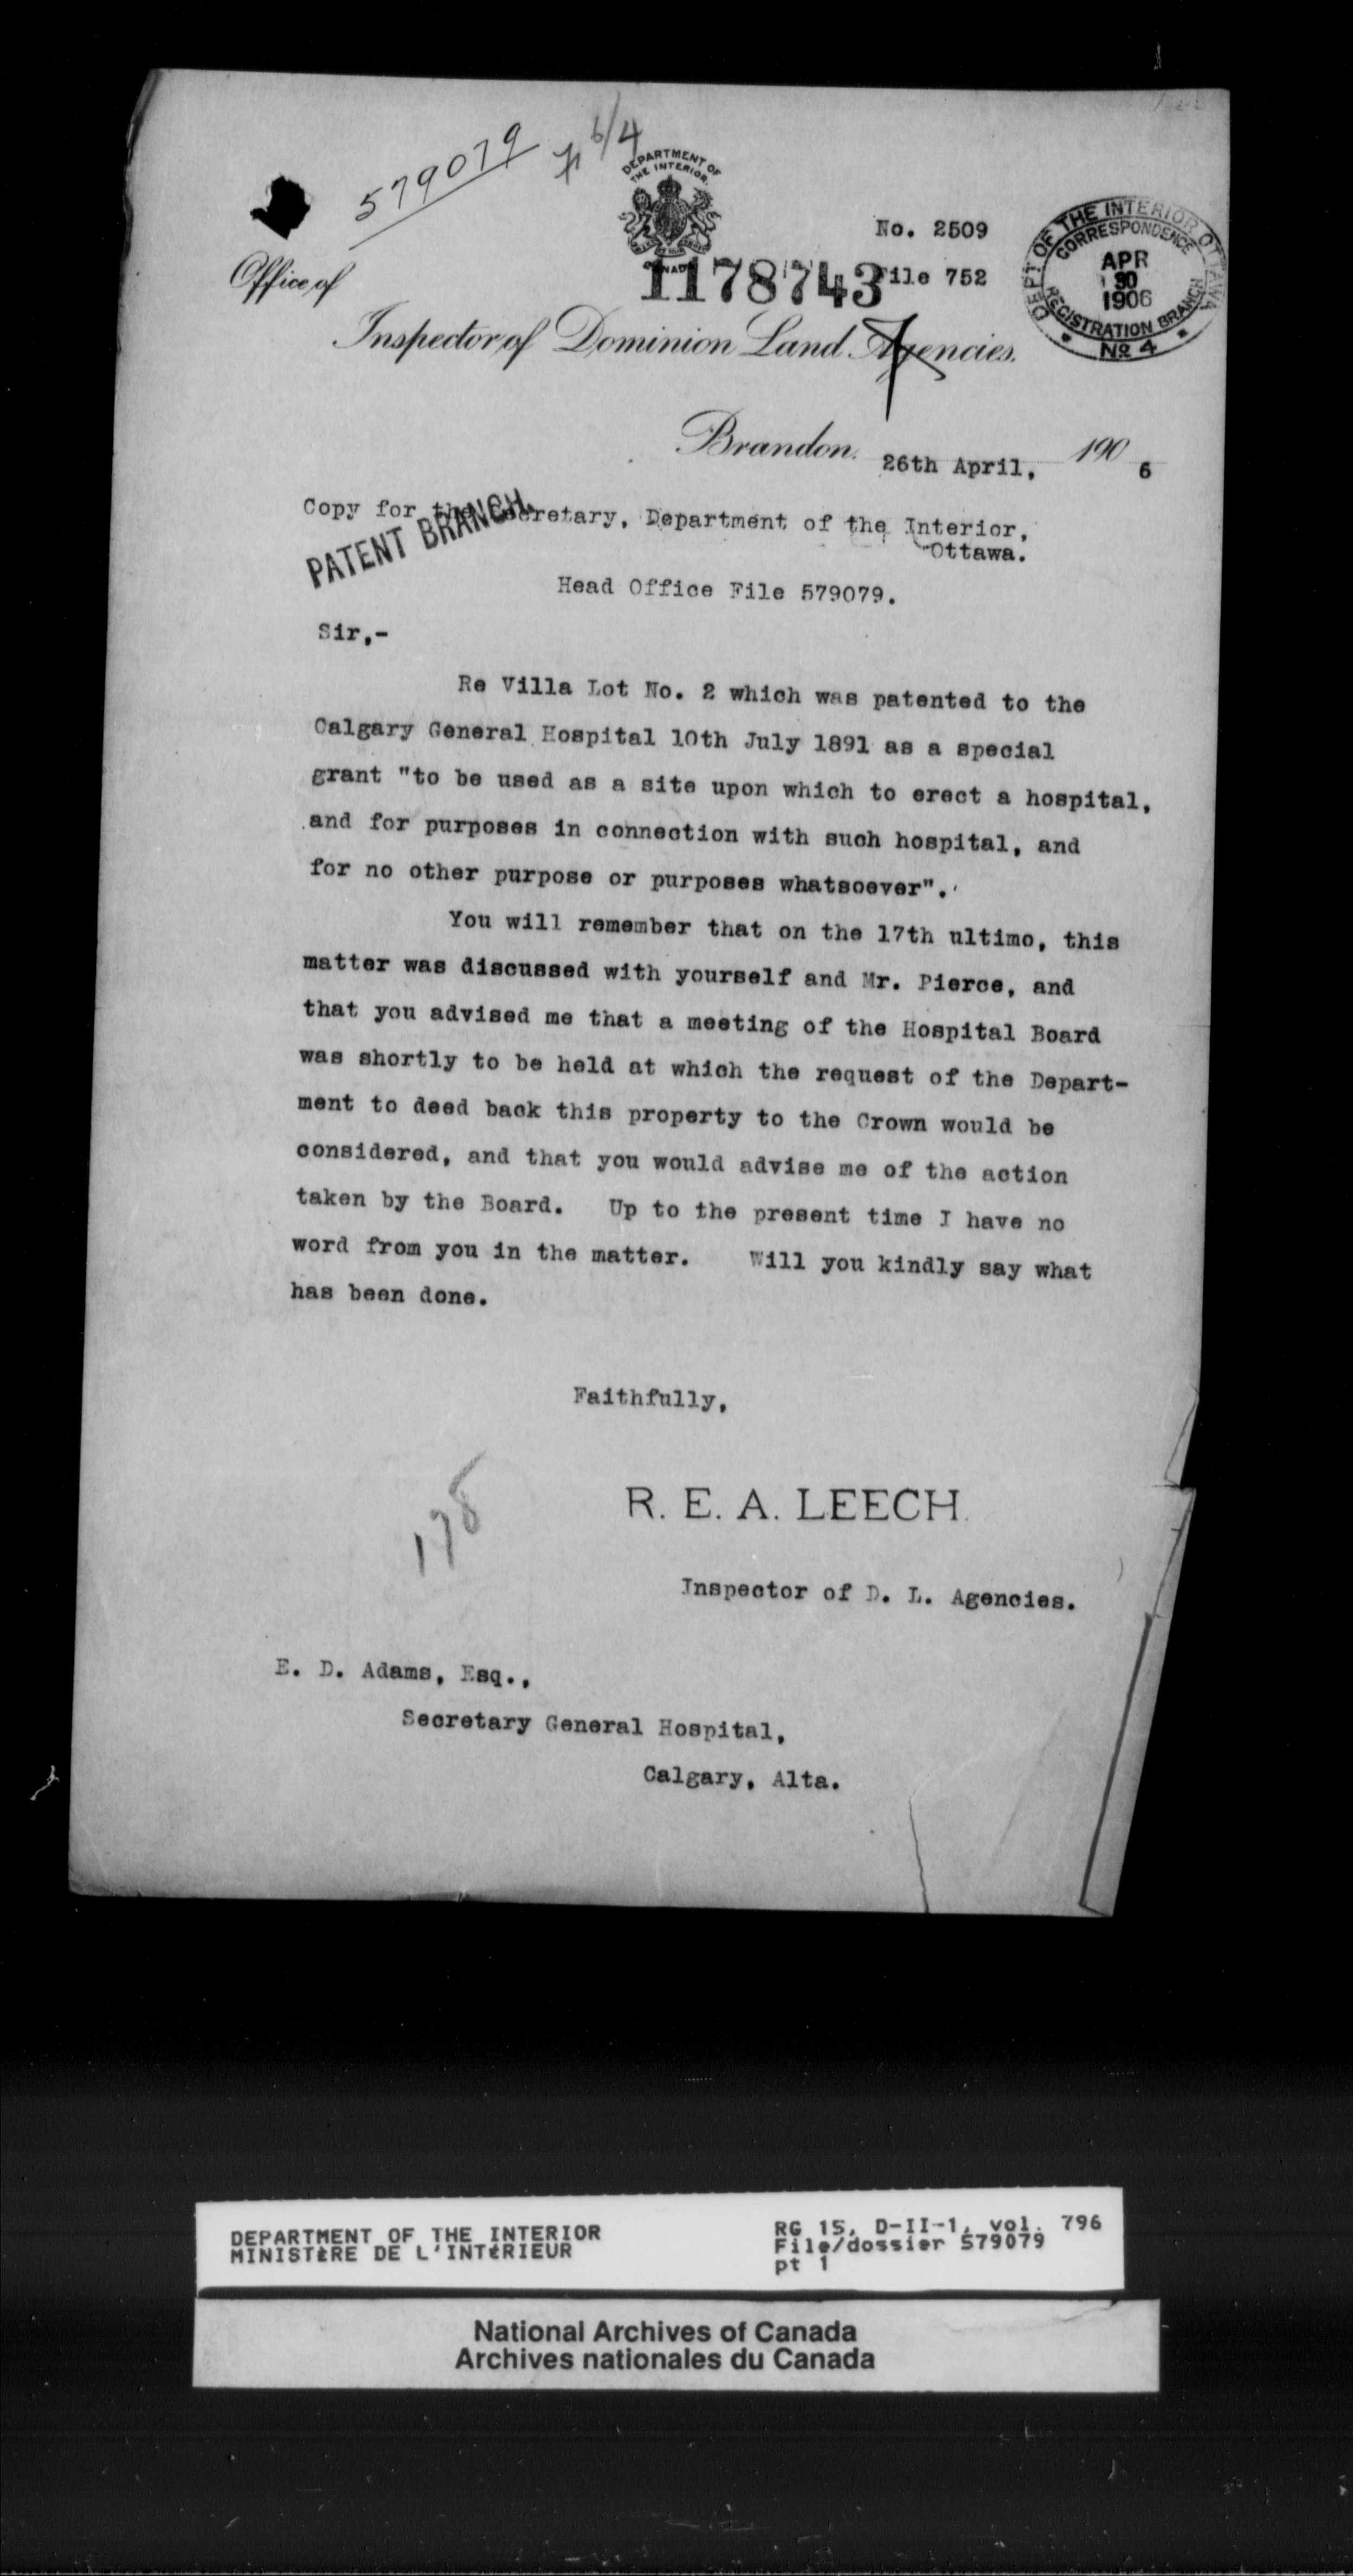 579079
6/4
DEPARTMENT OF
THE INTERIOR.
CANADA
No. 2509
1178743
File 752
DEPT OF THE INTERIOR OTTAWA
CORRESPONDENCE
APR
30
1906
REGISTRATION BRANCH
No 4
Office of
Inspector of Dominion Land Agencies.
Brandon. 26th April, 1906
Copy for the Secretary, Department of the Interior,
Ottawa.
PATENT BRANCH.
Head Office File 579079.
Sir,-
Re Villa Lot No. 2 which was patented to the
Calgary General Hospital 10th July 1891 as a special
grant "to be used as a site upon which to erect a hospital,
and for purposes in connection with such hospital, and
for no other purpose or purposes whatsoever".
You will remember that on the 17th ultimo, this
matter was discussed with yourself and Mr. Pierce, and
that you advised me that a meeting of the Hospital Board
was shortly to be held at which the request of the Depart-
ment to deed back this property to the Crown would be
considered, and that you would advise me of the action
taken by the Board. Up to the present time I have no
word from you in the matter. Will you kindly say what
has been done.
Faithfully,
178
R. E. A. LEECH.
Inspector of D. L. Agencies.
E. D. Adams, Esq.,
Secretary General Hospital,
Calgary, Alta.
DEPARTMENT OF THE INTERIOR
MINISTÈRE DE L'INTÉRIEUR
RG 15, D-II-1, vol. 796
File/dossier 579079
pt 1
National Archives of Canada
Archives nationales du Canada